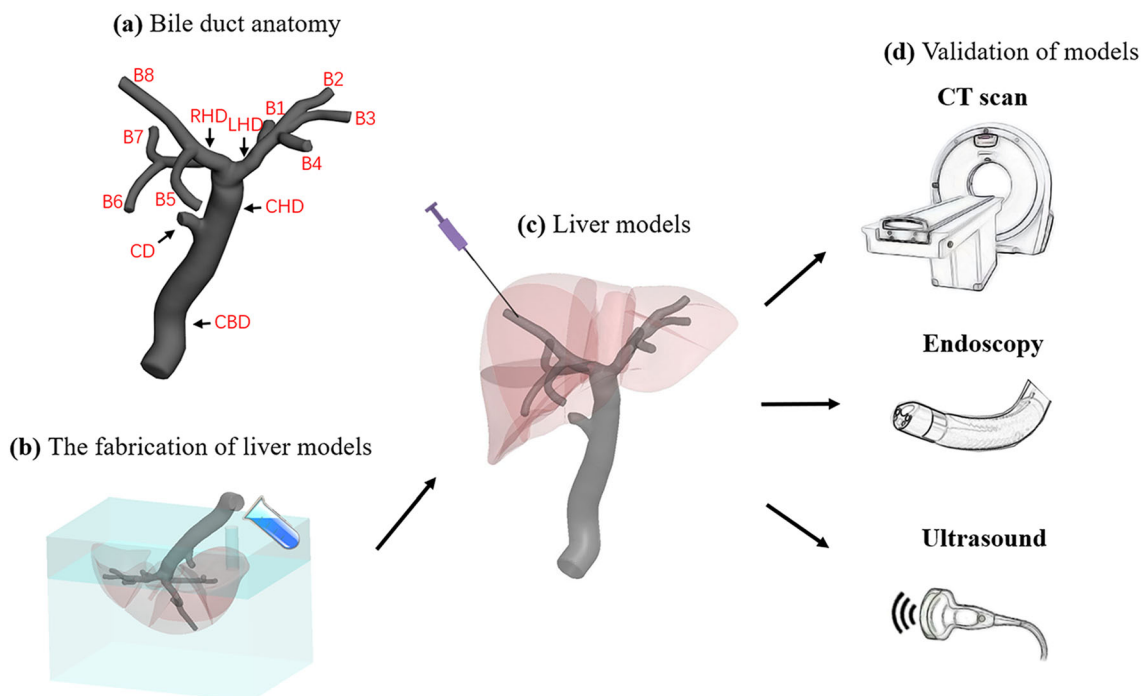 (a) Bile duct anatomy
B8
B2
RHD
B1
LHD
B3
B7
B4
B6
B5
CHD
CD
CBD
(b) The fabrication of liver models
(c) Liver models
(d) Validation of models
CT scan
Endoscopy
Ultrasound